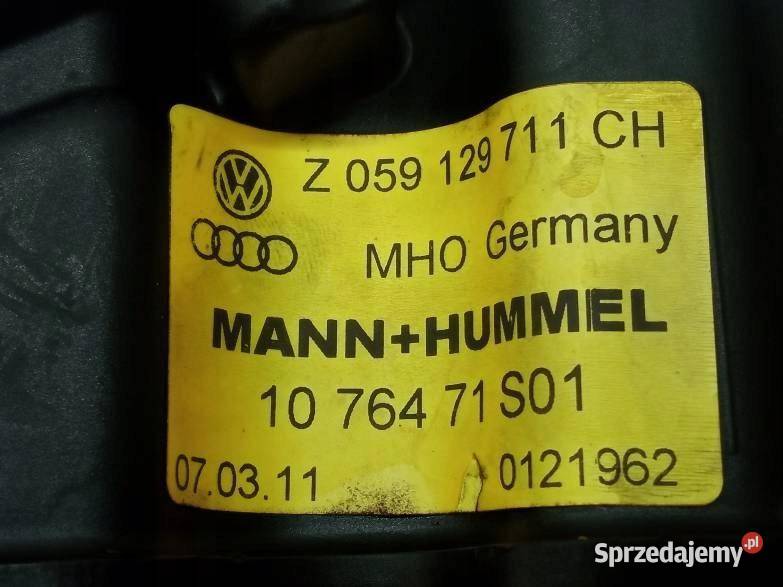 Z 059 129 711 CH
MHO Germany
MANN+HUMMEL
10 764 71 S01
07.03.11 0121962
Sprzedajemy.pl